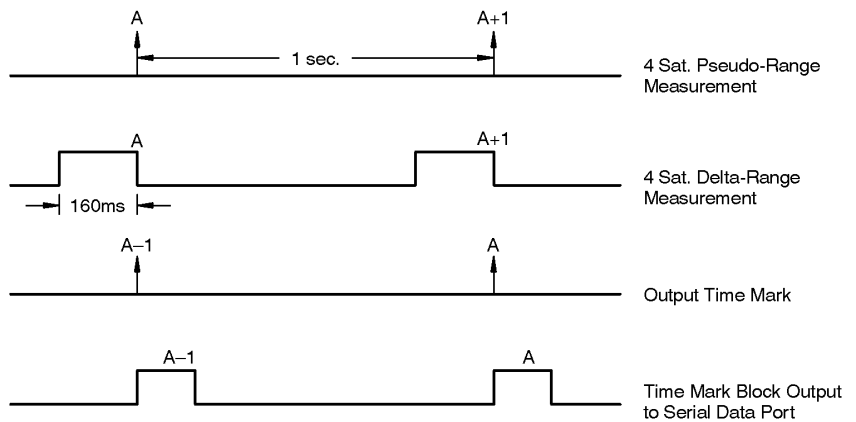 A
A+1
1 sec.
4 Sat. Pseudo-Range
Measurement
A
A+1
4 Sat. Delta-Range
Measurement
160ms
A−1
A
Output Time Mark
A−1
A
Time Mark Block Output
to Serial Data Port